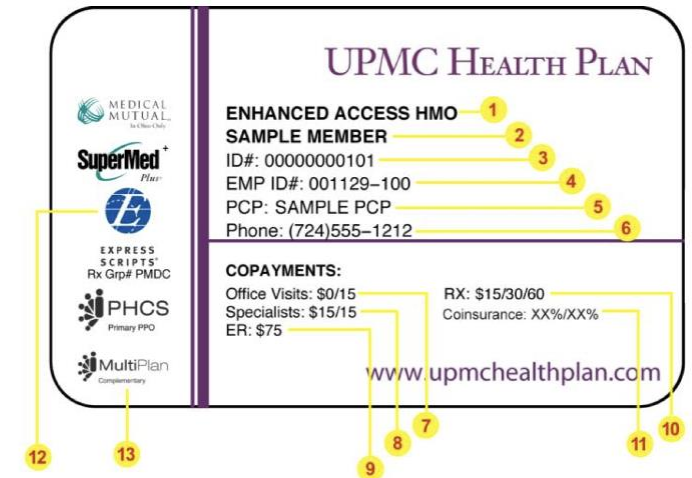 UPMC HEALTH PLAN
MEDICAL
MUTUAL®
In Ohio Only
SuperMed+
Plus
EXPRESS
SCRIPTS®
Rx Grp# PMDC
PHCS
Primary PPO
MultiPlan
Complementary
12
13
ENHANCED ACCESS HMO 1
SAMPLE MEMBER 2
ID#: 00000000101 3
EMP ID#: 001129–100 4
PCP: SAMPLE PCP 5
Phone: (724)555–1212 6
COPAYMENTS:
Office Visits: $0/15 7
Specialists: $15/15 8
ER: $75 9
RX: $15/30/60 10
Coinsurance: XX%/XX% 11
www.upmchealthplan.com